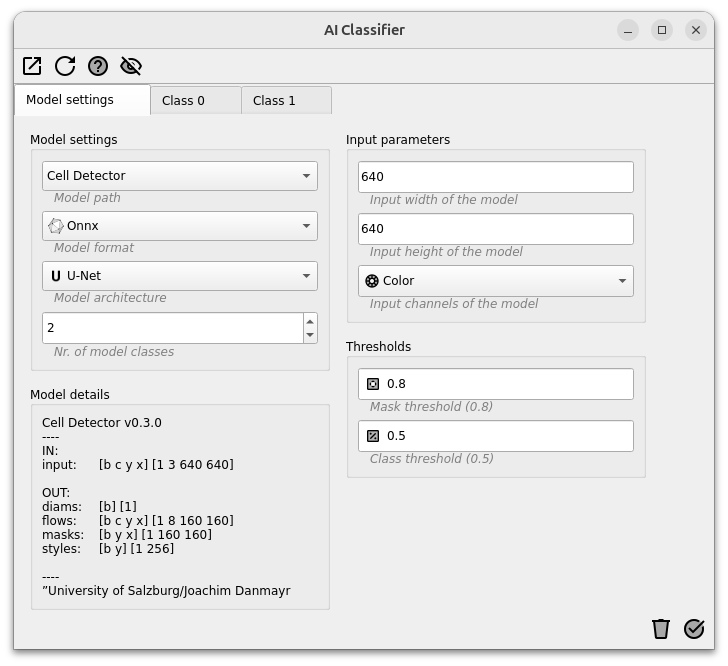 AI Classifier
Model settings
Class 0
Class 1
Model settings
Cell Detector
Model path
Onnx
Model format
U U-Net
Model architecture
2
Nr. of model classes
Model details
Cell Detector v0.3.0
----
IN:
input: [b c y x] [1 3 640 640]
OUT:
diams: [b] [1]
flows: [b c y x] [1 8 160 160]
masks: [b y x] [1 160 160]
styles: [b y] [1 256]
----
”University of Salzburg/Joachim Danmayr
Input parameters
640
Input width of the model
640
Input height of the model
Color
Input channels of the model
Thresholds
0.8
Mask threshold (0.8)
0.5
Class threshold (0.5)